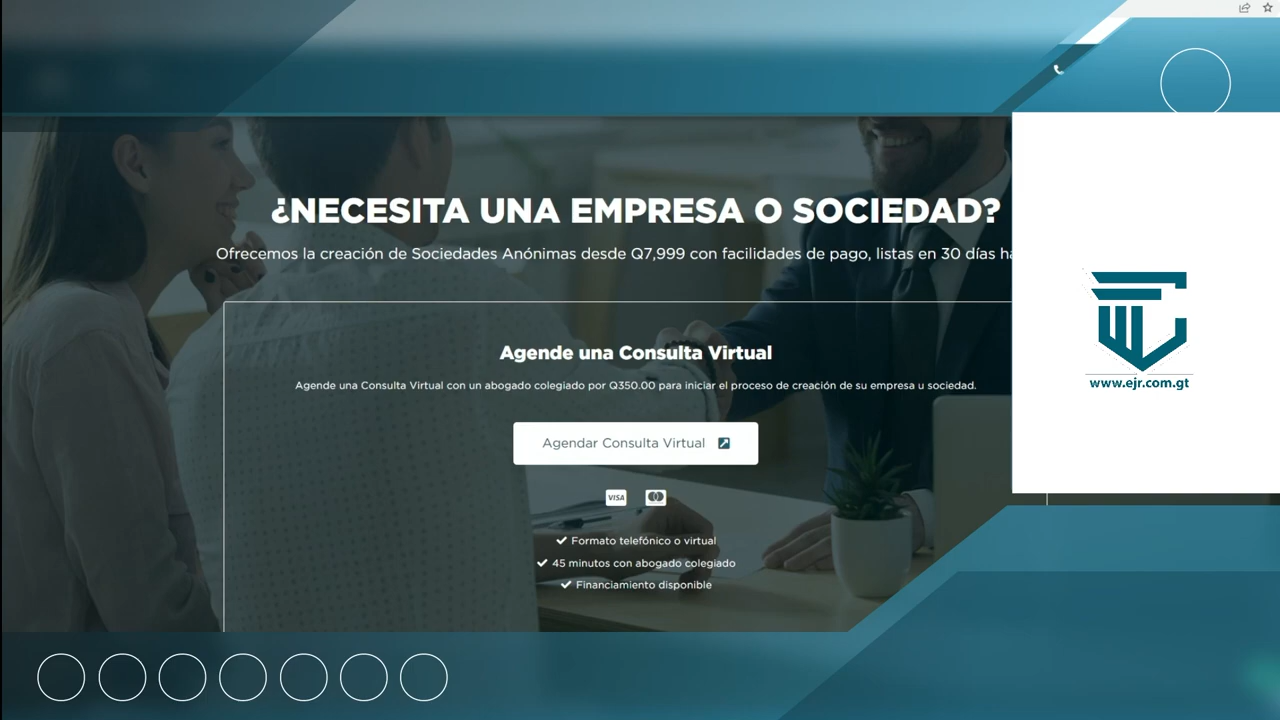 ¿NECESITA UNA EMPRESA O SOCIEDAD?
Ofrecemos la creación de Sociedades Anónimas desde Q7,999 con facilidades de pago, listas en 30 días
Agende una Consulta Virtual
Agende una Consulta Virtual con un abogado colegiado por Q350.00 para iniciar el proceso de creación de su empresa u sociedad.
Agendar Consulta Virtual
VISA
Formato telefónico o virtual
45 minutos con abogado colegiado
Financiamiento disponible
www.ejr.com.gt